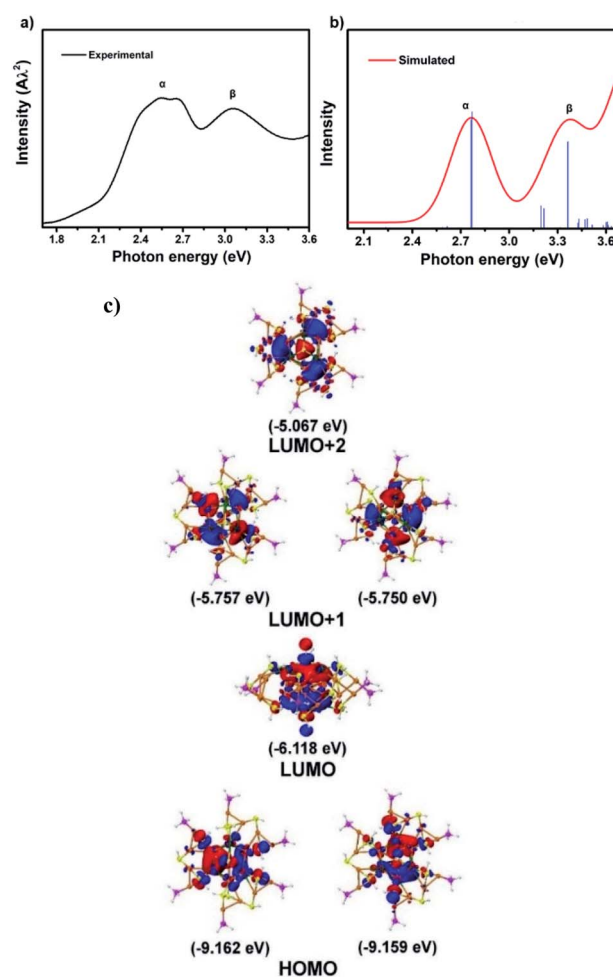 a)
Experimental
α
β
Intensity (Aλ²)
1.8 2.1 2.4 2.7 3.0 3.3 3.6
Photon energy (eV)
b)
Simulated
α
β
Intensity
2.1 2.4 2.7 3.0 3.3 3.6
Photon energy (eV)
c)
(-5.067 eV)
LUMO+2
(-5.757 eV) (-5.750 eV)
LUMO+1
(-6.118 eV)
LUMO
(-9.162 eV) (-9.159 eV)
HOMO